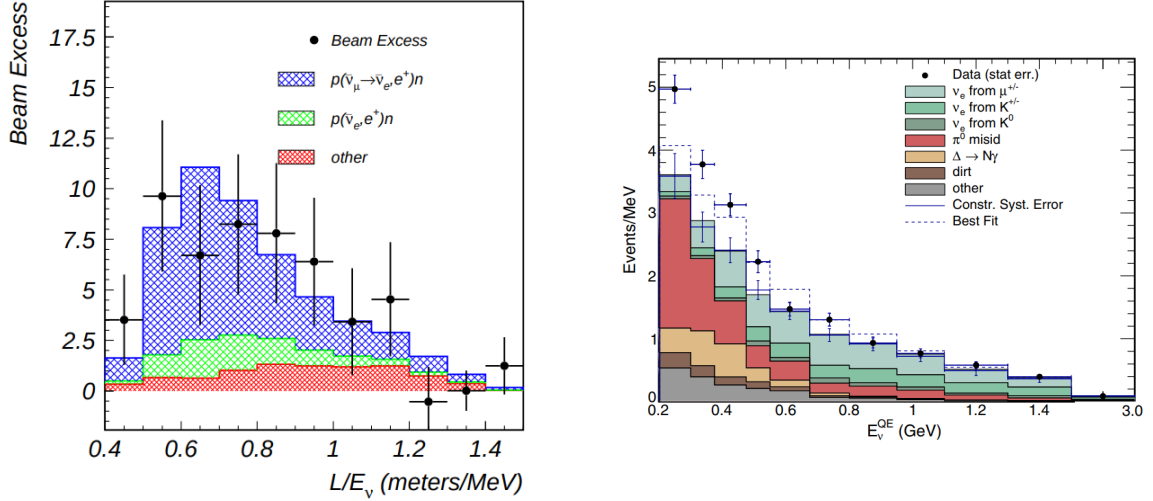 Beam Excess
17.5
15
12.5
10
7.5
5
2.5
0
Beam Excess
p(ν̄μ→ν̄e,e⁺)n
p(ν̄e,e⁺)n
other
0.4 0.6 0.8 1 1.2 1.4
L/Eν (meters/MeV)
Events/MeV
5
4
3
2
1
0
Data (stat err.)
νe from μ+/-
νe from K+/-
νe from K⁰
π⁰ misid
Δ → Nγ
dirt
other
Constr. Syst. Error
Best Fit
0.2 0.4 0.6 0.8 1 1.2 1.4 3.0
EνQE (GeV)